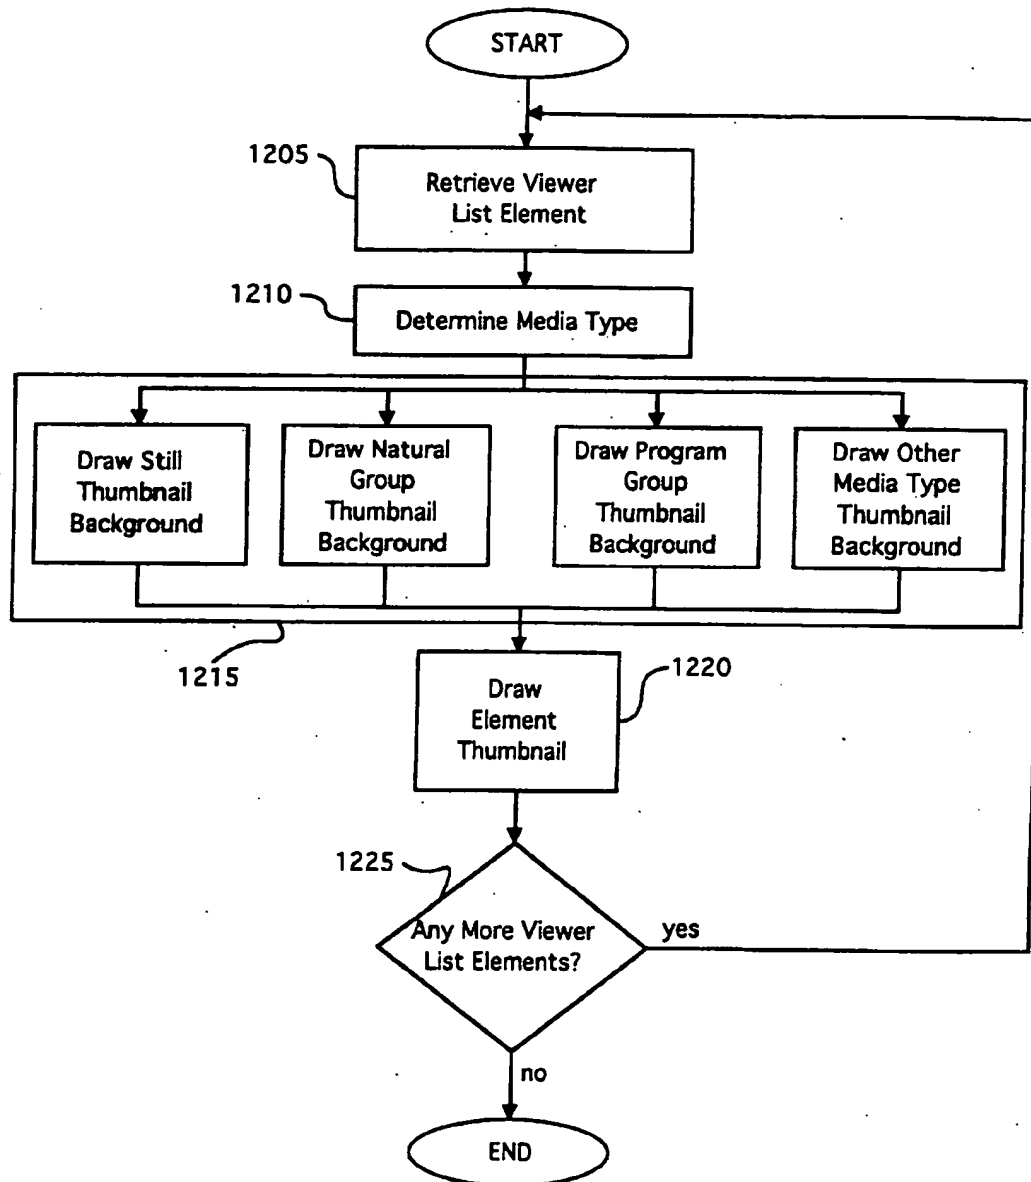 START
1205
Retrieve Viewer
List Element
1210
Determine Media Type
Draw Still
Thumbnail
Background
Draw Natural
Group
Thumbnail
Background
Draw Program
Group
Thumbnail
Background
Draw Other
Media Type
Thumbnail
Background
1215
Draw
Element
Thumbnail
1220
1225
Any More Viewer
List Elements?
yes
no
END